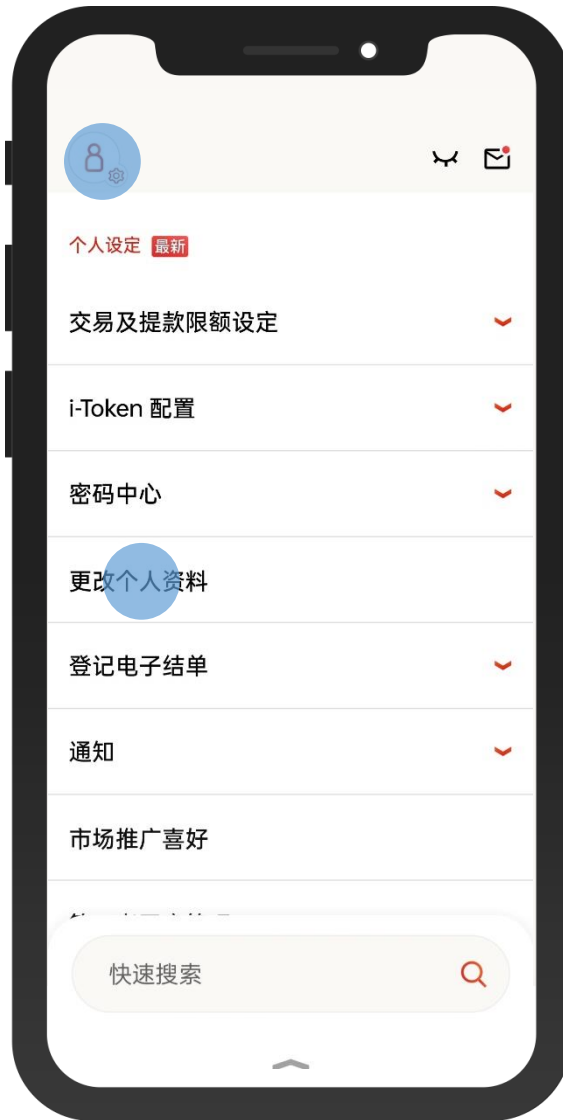 个人设定 最新
交易及提款限额设定
i-Token 配置
密码中心
更改个人资料
登记电子结单
通知
市场推广喜好
快速搜索